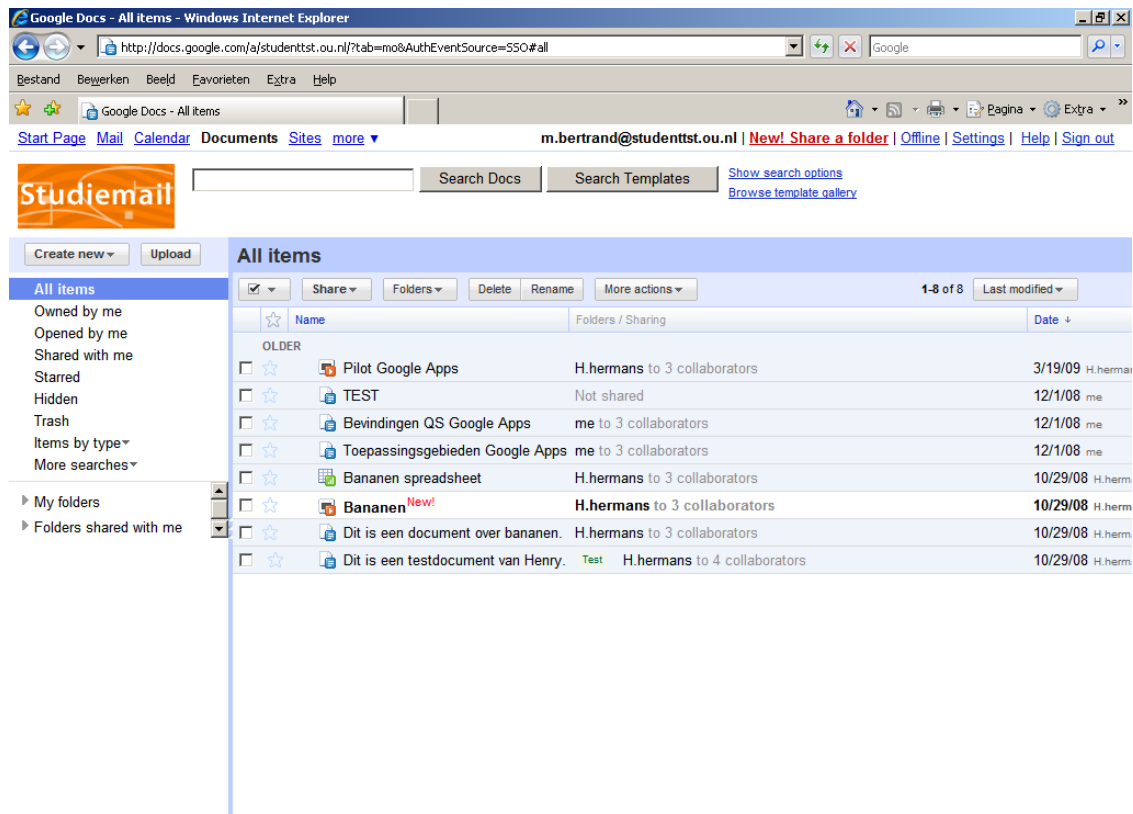 Google Docs - All items - Windows Internet Explorer
http://docs.google.com/a/studenttst.ou.nl/?tab=mo&AuthEventSource=SSO#all
Google
Bestand Bewerken Beeld Favorieten Extra Help
Google Docs - All items
Pagina Extra »
Start Page Mail Calendar Documents Sites more ▼ m.bertrand@studenttst.ou.nl | New! Share a folder | Offline | Settings | Help | Sign out
Studiemail
Search Docs Search Templates Show search options
Browse template gallery
Create new Upload
All items
All items
Owned by me
Opened by me
Shared with me
Starred
Hidden
Trash
Items by type
More searches
My folders
Folders shared with me
Share Folders Delete Rename More actions 1-8 of 8 Last modified
Name Folders / Sharing Date ↓
OLDER
Pilot Google Apps H.hermans to 3 collaborators 3/19/09 H.herman
TEST Not shared 12/1/08 me
Bevindingen QS Google Apps me to 3 collaborators 12/1/08 me
Toepassingsgebieden Google Apps me to 3 collaborators 12/1/08 me
Bananen spreadsheet H.hermans to 3 collaborators 10/29/08 H.herm
Bananen New! H.hermans to 3 collaborators 10/29/08 H.herm
Dit is een document over bananen. H.hermans to 3 collaborators 10/29/08 H.herm
Dit is een testdocument van Henry. Test H.hermans to 4 collaborators 10/29/08 H.herm